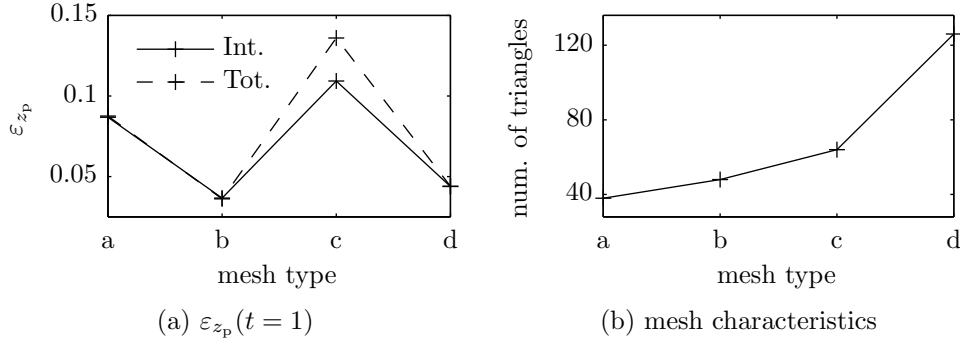 0.15
0.1
0.05
ε_{z_p}
Int.
Tot.
a b c d
mesh type
(a) ε_{z_p}(t = 1)
120
80
40
num. of triangles
a b c d
mesh type
(b) mesh characteristics